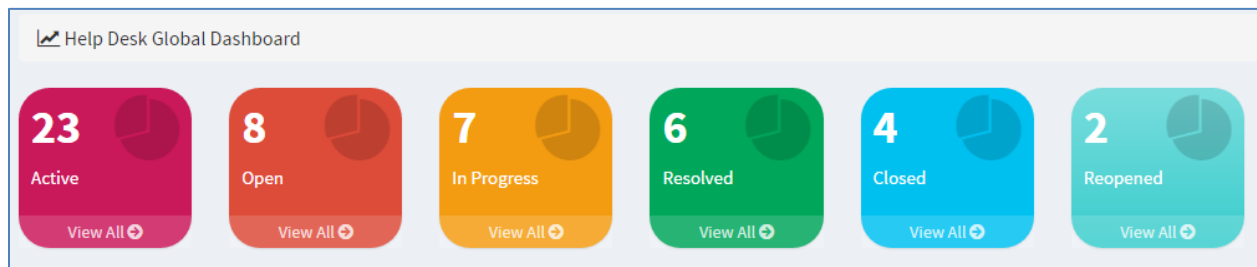 Help Desk Global Dashboard
23
Active
View All
8
Open
View All
7
In Progress
View All
6
Resolved
View All
4
Closed
View All
2
Reopened
View All